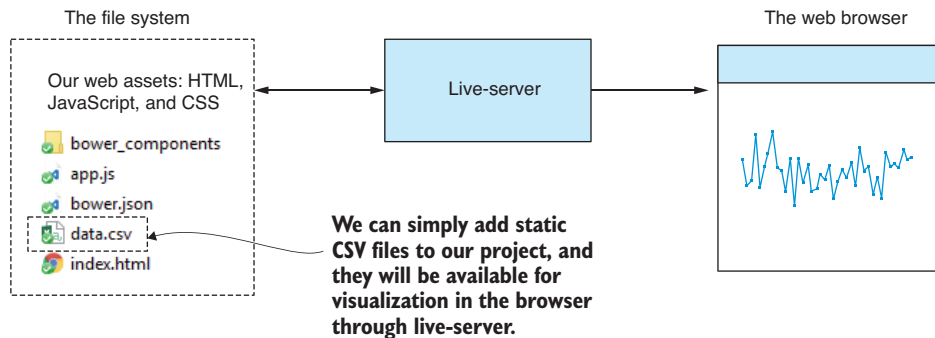 The file system
Our web assets: HTML,
JavaScript, and CSS
bower_components
app.js
bower.json
data.csv
index.html
Live-server
We can simply add static
CSV files to our project, and
they will be available for
visualization in the browser
through live-server.
The web browser